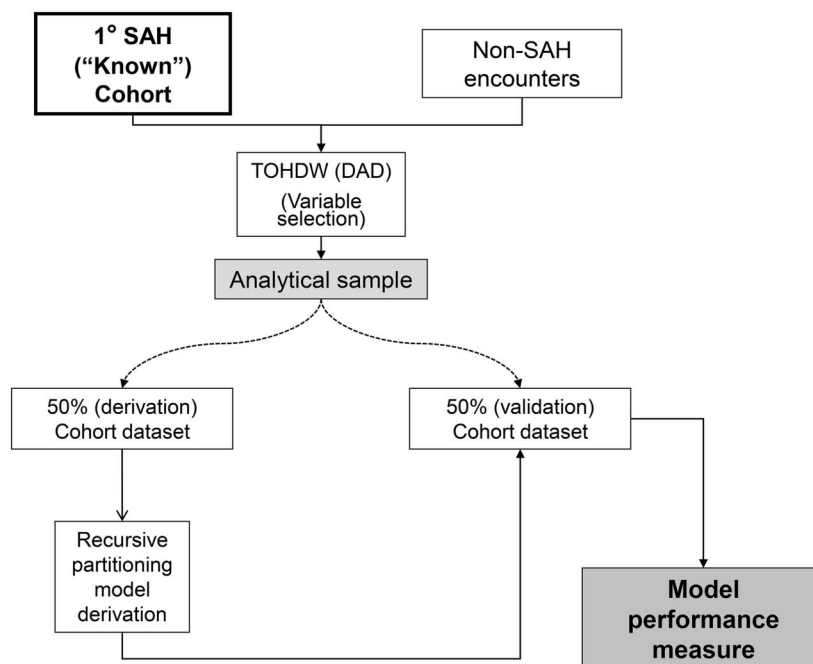 1° SAH
(“Known”)
Cohort
Non-SAH
encounters
TOHDW (DAD)
(Variable
selection)
Analytical sample
50% (derivation)
Cohort dataset
50% (validation)
Cohort dataset
Recursive
partitioning
model
derivation
Model
performance
measure